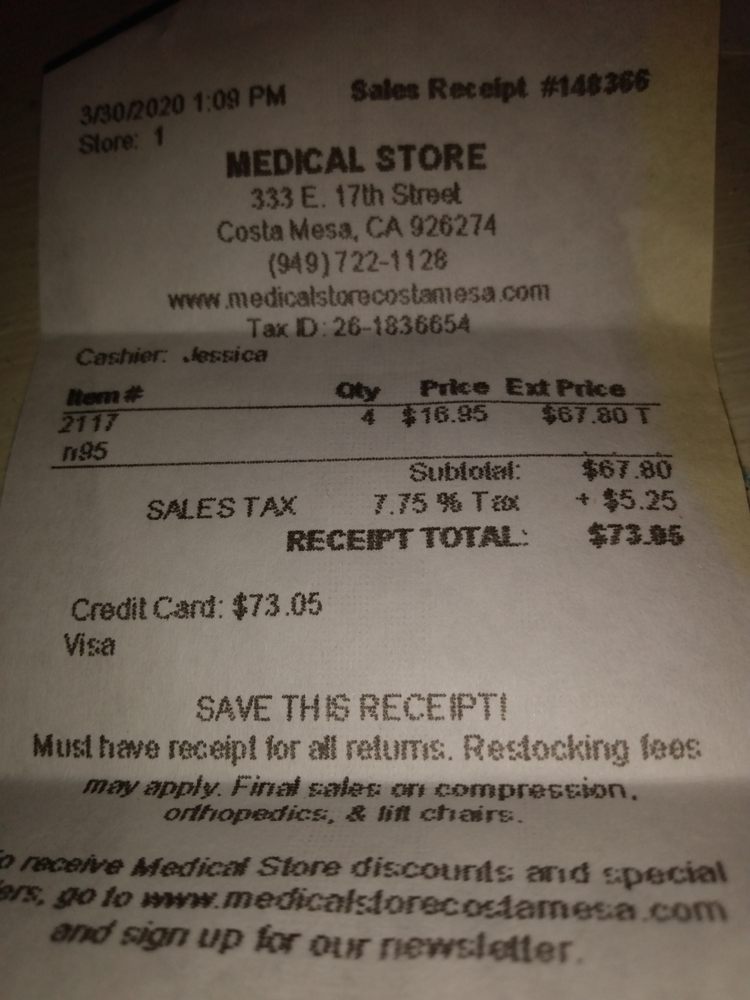 3/30/2020 1:09 PM Sales Receipt #148366
Store: 1
MEDICAL STORE
333 E. 17th Street
Costa Mesa, CA 926274
(949)722-1128
www.medicalstorecostamesa.com
Tax ID: 26-1836654
Cashier: Jessica
Item # Qty Price Ext Price
2117 4 $16.95 $67.80 T
n95
Subtotal: $67.80
SALES TAX 7.75 % Tax + $5.25
RECEIPT TOTAL: $73.05
Credit Card: $73.05
Visa
SAVE THIS RECEIPT!
Must have receipt for all returns. Restocking fees
may apply. Final sales on compression,
orthopedics, & lift chairs.
o receive Medical Store discounts and special
ers, go to www.medicalstorecostamesa.com
and sign up for our newsletter.